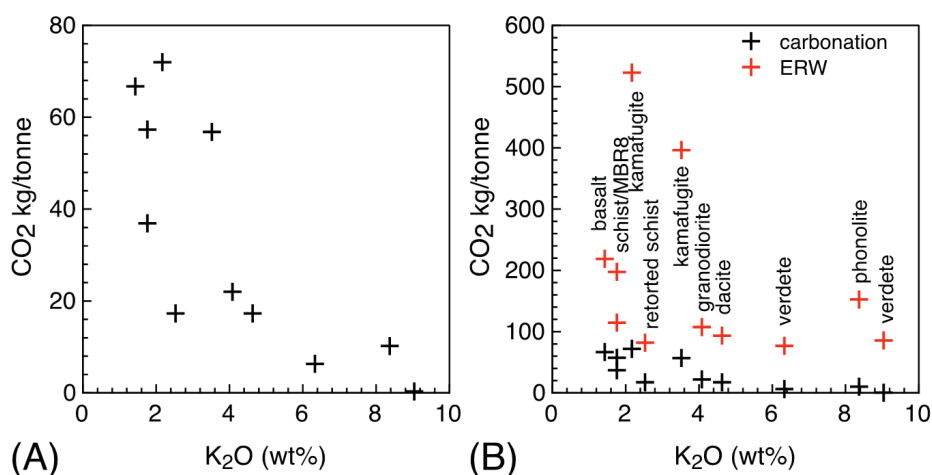 80
60
40
20
0
CO2 kg/tonne
0 2 4 6 8 10
K2O (wt%)
(A)
600
500
400
300
200
100
0
CO2 kg/tonne
carbonation
ERW
basalt
schist/MBR8
kamafugite
retorted schist
kamafugite
granodiorite
dacite
verdete
phonolite
verdete
0 2 4 6 8 10
K2O (wt%)
(B)